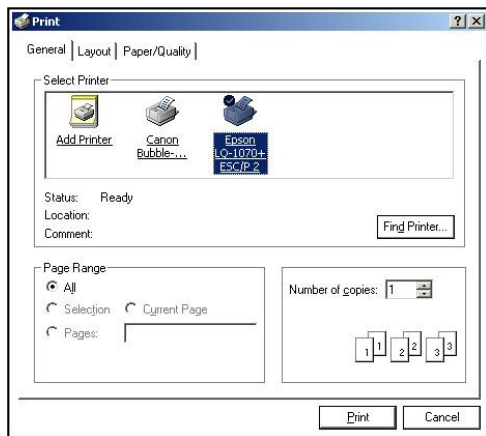 Print
General Layout Paper/Quality
Select Printer
Add Printer
Canon
Bubble-...
Epson
LQ-1070+
ESC/P 2
Status: Ready
Location:
Comment:
Find Printer...
Page Range
All
Selection Current Page
Pages:
Number of copies: 1
1 1 2 2 3 3
Print Cancel